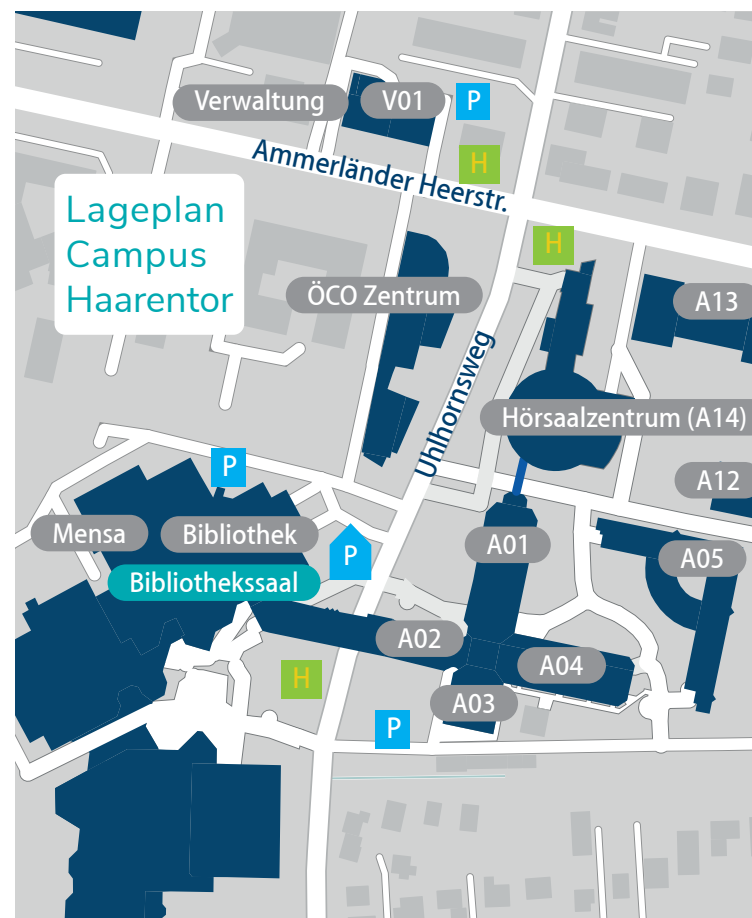 Verwaltung
V01
P
Ammerländer Heerstr.
H
H
Lageplan
Campus
Haarentor
ÖCO Zentrum
A13
Uhlhornsweg
Hörsaalzentrum (A14)
P
A12
Mensa
Bibliothek
P
A01
A05
Bibliothekssaal
A02
A04
H
A03
P